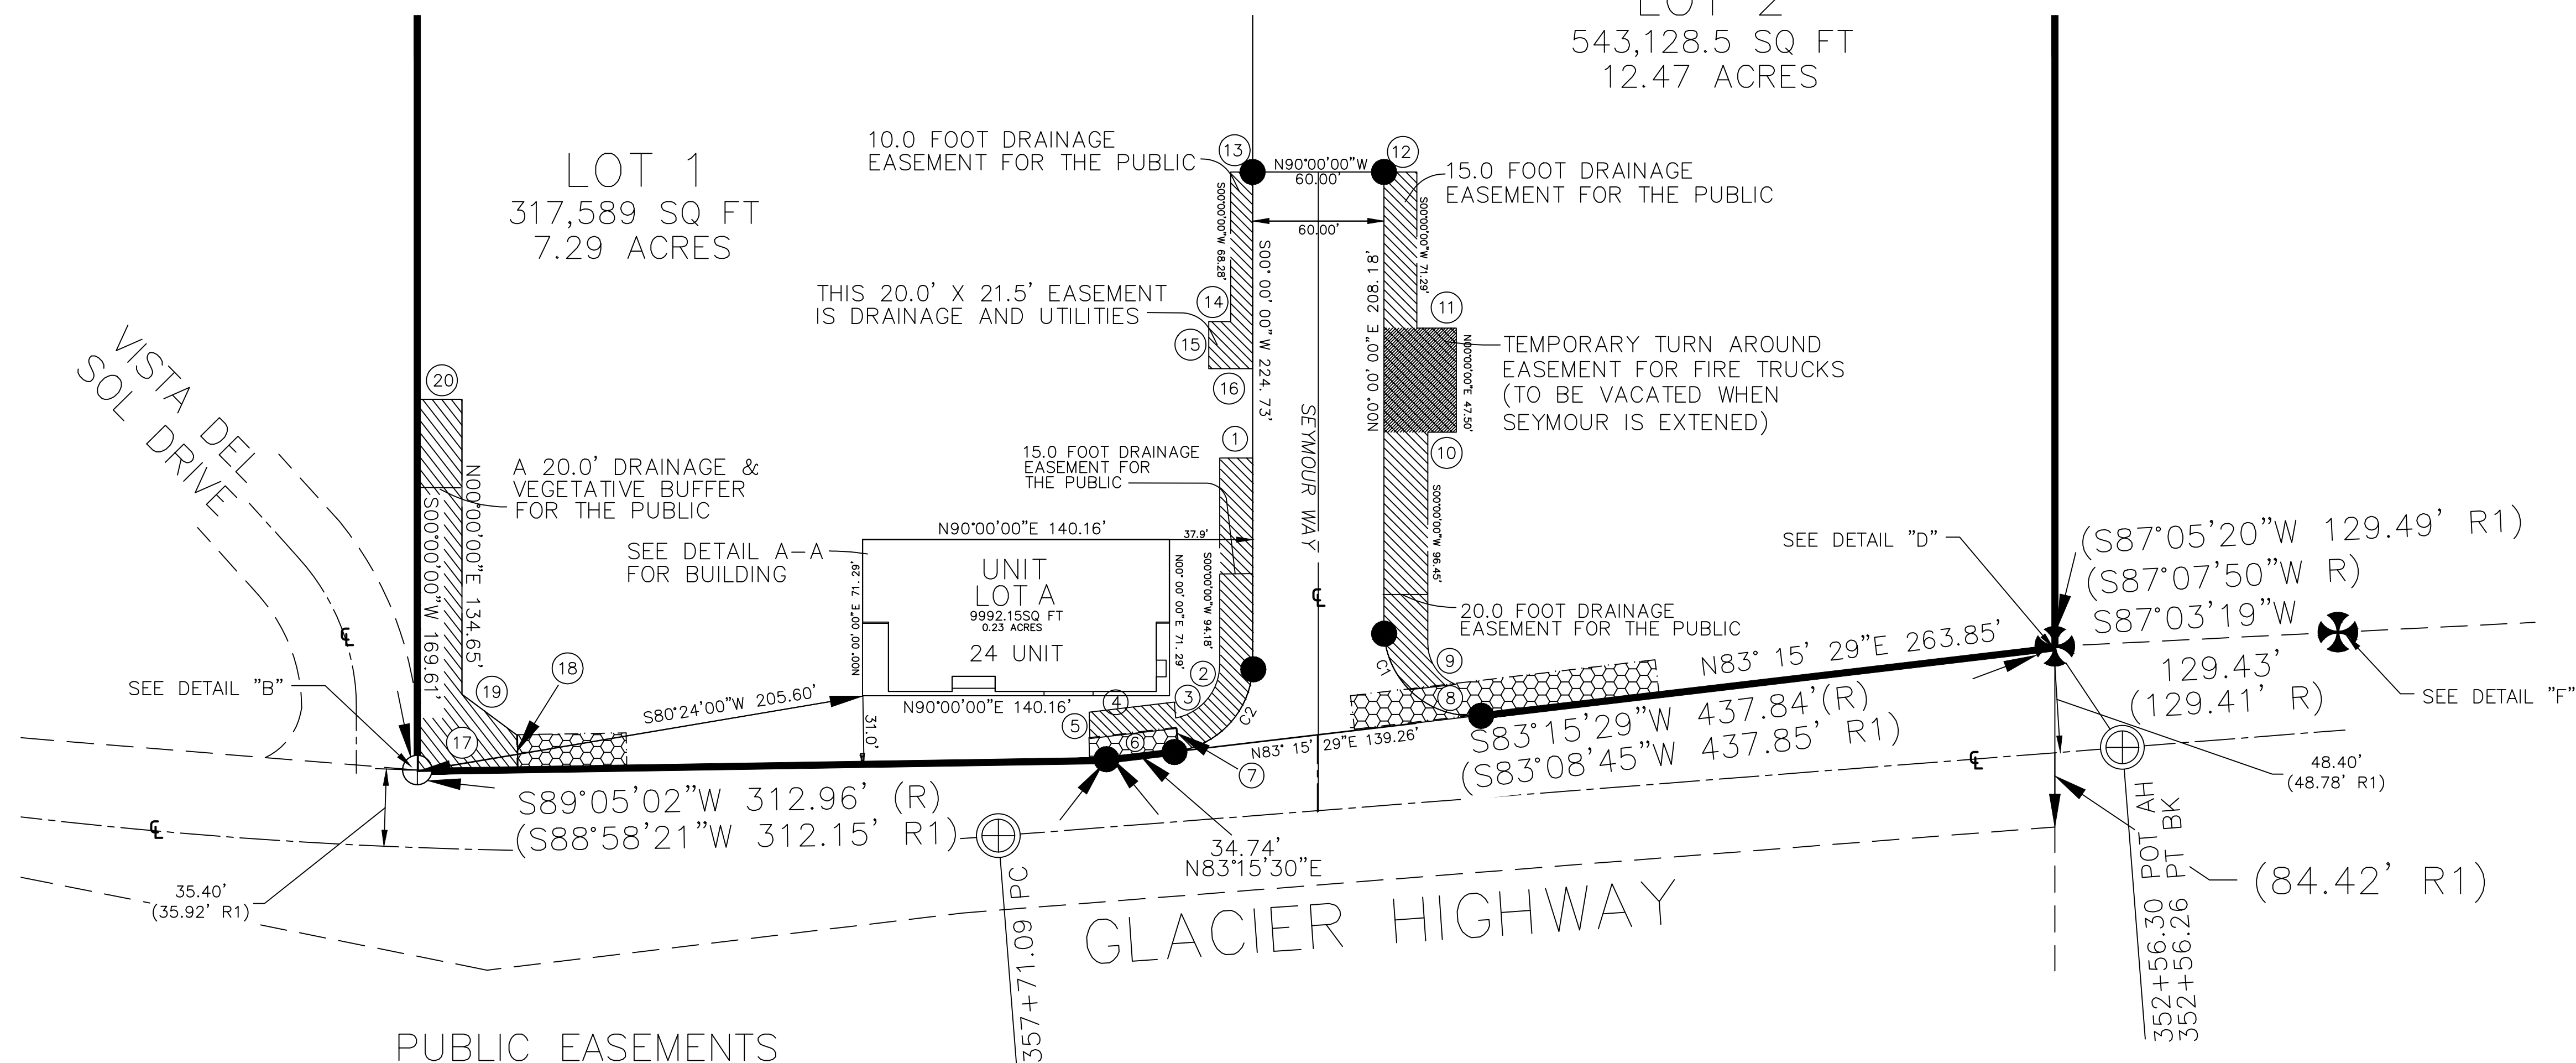 LOT 2
543,128.5 SQ FT
12.47 ACRES
LOT 1
317,589 SQ FT
7.29 ACRES
10.0 FOOT DRAINAGE
EASEMENT FOR THE PUBLIC
13
N90°00'00"W
60.00'
12
15.0 FOOT DRAINAGE
EASEMENT FOR THE PUBLIC
S00°00'00"W 68.28'
60.00'
S00°00'00"W 71.29'
S00° 00' 00"W 224.73'
N00° 00' 00"E 208.18'
THIS 20.0' X 21.5' EASEMENT
IS DRAINAGE AND UTILITIES
14
15
16
11
TEMPORARY TURN AROUND
EASEMENT FOR FIRE TRUCKS
(TO BE VACATED WHEN
SEYMOUR IS EXTENED)
N00°00'00"E 47.50'
10
VISTA DEL
SOL DRIVE
20
N00°00'00"E 134.65'
S00°00'00"W 169.61'
A 20.0' DRAINAGE &
VEGETATIVE BUFFER
FOR THE PUBLIC
1
15.0 FOOT DRAINAGE
EASEMENT FOR
THE PUBLIC
SEYMOUR WAY
S00°00'00"W 96.45'
N90°00'00"E 140.16'
37.9'
SEE DETAIL A-A
FOR BUILDING
N00° 00' 00"E 71.29'
UNIT
LOT A
9992.15SQ FT
0.23 ACRES
24 UNIT
N00° 00' 00"E 71.29'
S00°00'00"W 94.18'
N90°00'00"E 140.16'
20.0 FOOT DRAINAGE
EASEMENT FOR THE PUBLIC
SEE DETAIL "D"
(S87°05'20"W 129.49' R1)
(S87°07'50"W R)
S87°03'19"W
129.43'
(129.41' R)
SEE DETAIL "F"
SEE DETAIL "B"
17
18
19
S80°24'00"W 205.60'
31.0'
2
3
4
5
6
7
8
9
C1
C2
N83° 15' 29"E 139.26'
N83° 15' 29"E 263.85'
S83°15'29"W 437.84'(R)
(S83°08'45"W 437.85' R1)
S89°05'02"W 312.96' (R)
(S88°58'21"W 312.15' R1)
34.74'
N83°15'30"E
48.40'
(48.78' R1)
35.40'
(35.92' R1)
357+71.09 PC
352+56.30 POT AH
352+56.26 PT BK
(84.42' R1)
GLACIER HIGHWAY
PUBLIC EASEMENTS